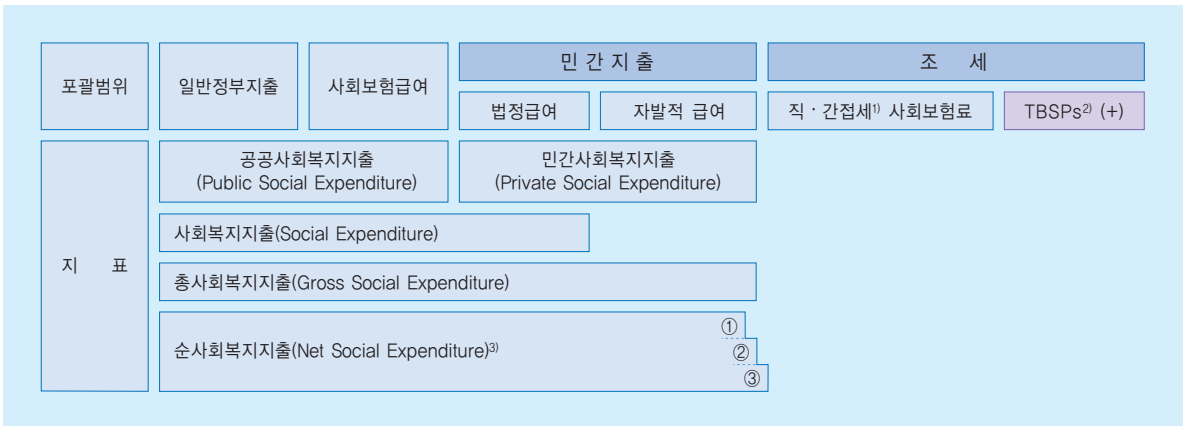 포괄범위
일반정부지출
사회보험급여
민 간 지 출
조 세
법정급여
자발적 급여
직·간접세1) 사회보험료
TBSPs2) (+)
지 표
공공사회복지지출
(Public Social Expenditure)
민간사회복지지출
(Private Social Expenditure)
사회복지지출(Social Expenditure)
총사회복지지출(Gross Social Expenditure)
순사회복지지출(Net Social Expenditure)3)
①
②
③